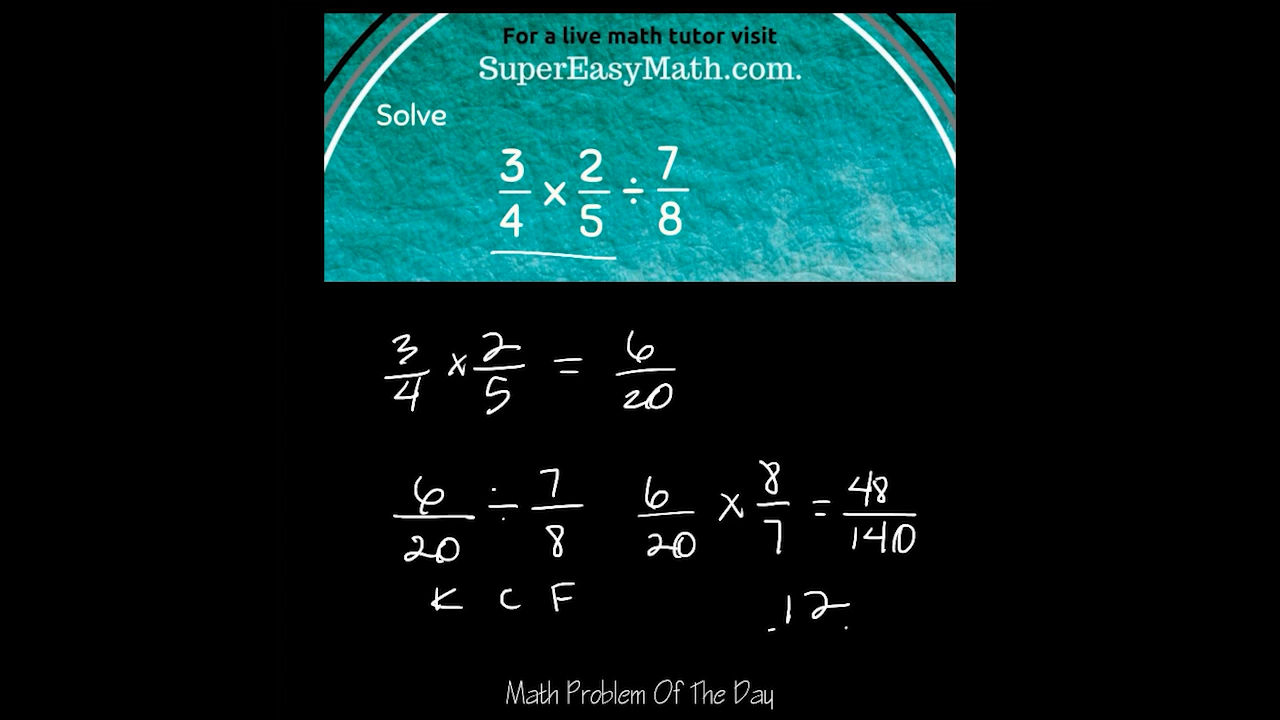 For a live math tutor visit
SuperEasyMath.com.
Solve
3/4 × 2/5 ÷ 7/8
3/4 × 2/5 = 6/20
6/20 ÷ 7/8 6/20 × 8/7 = 48/140
K C F 12
Math Problem Of The Day